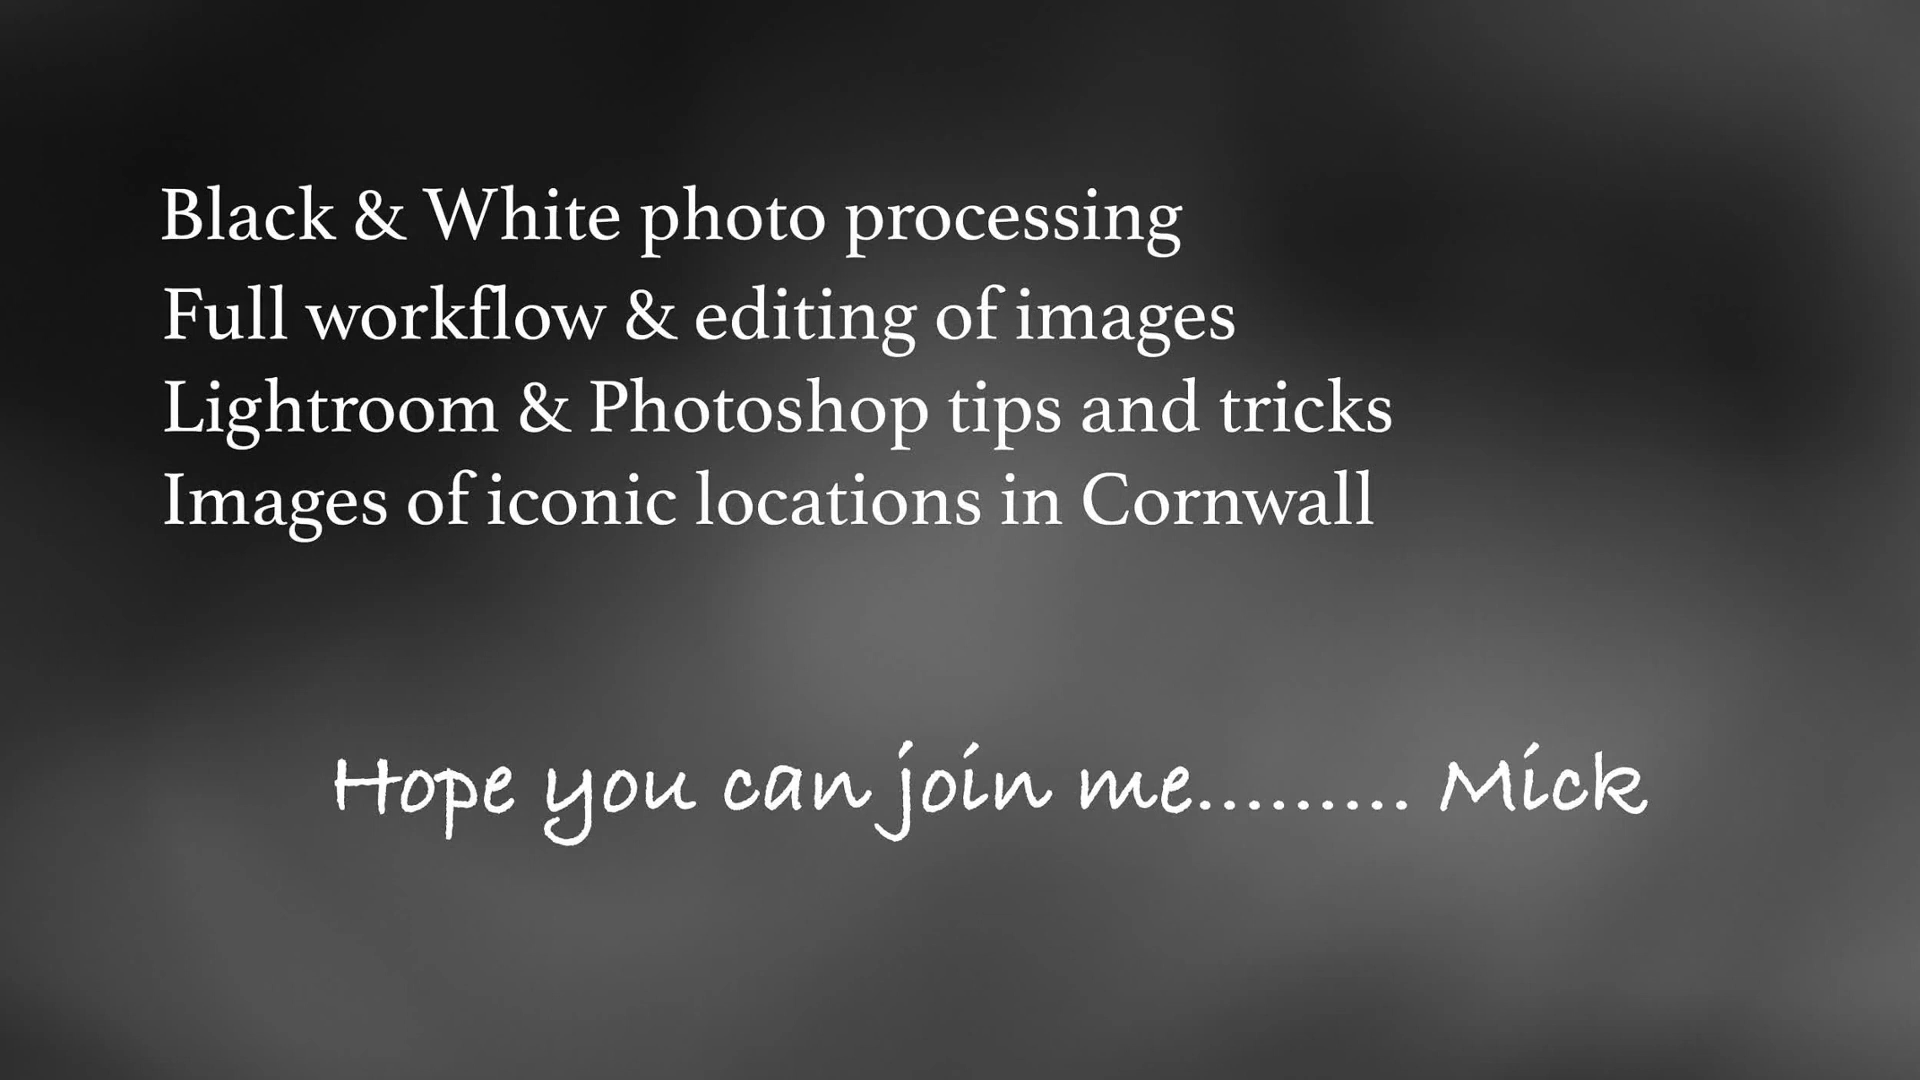 Black & White photo processing
Full workflow & editing of images
Lightroom & Photoshop tips and tricks
Images of iconic locations in Cornwall
Hope you can join me......... Mick